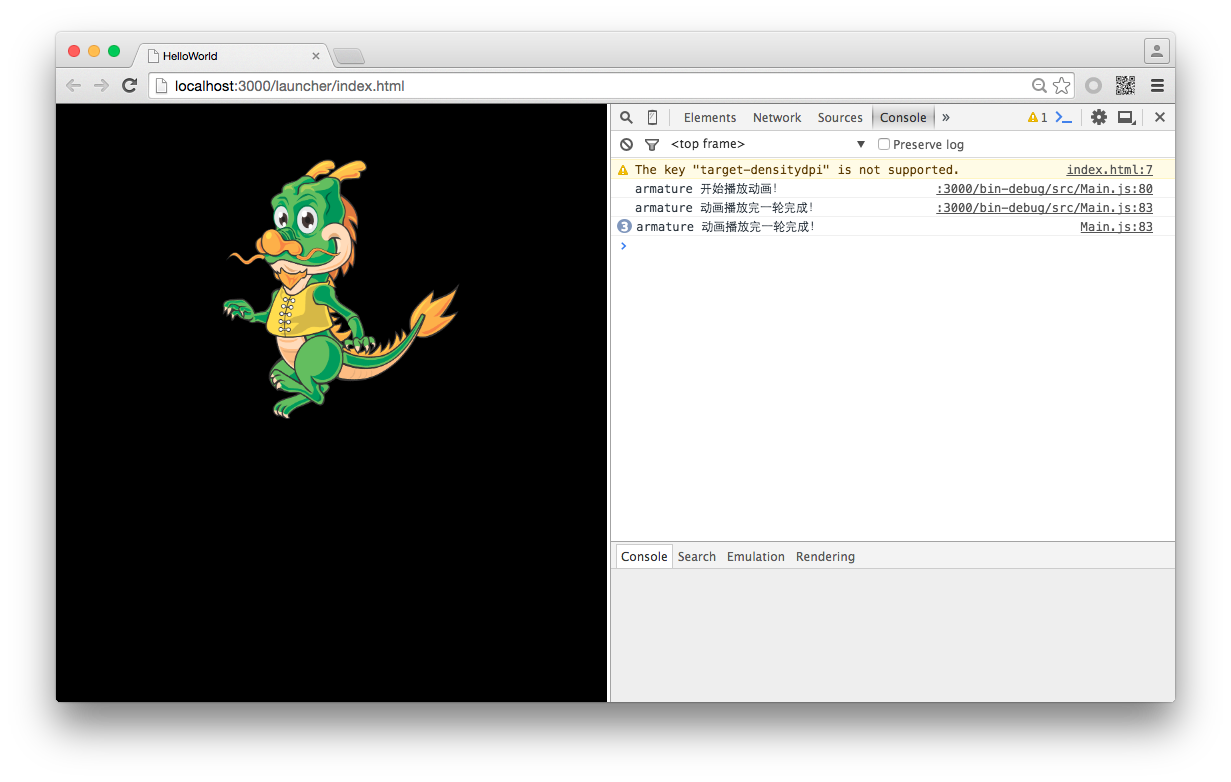 HelloWorld
localhost:3000/launcher/index.html
Elements Network Sources Console » 1
<top frame> Preserve log
The key "target-densitydpi" is not supported. index.html:7
armature 开始播放动画! :3000/bin-debug/src/Main.js:80
armature 动画播放完一轮完成! :3000/bin-debug/src/Main.js:83
3 armature 动画播放完一轮完成! Main.js:83
Console Search Emulation Rendering